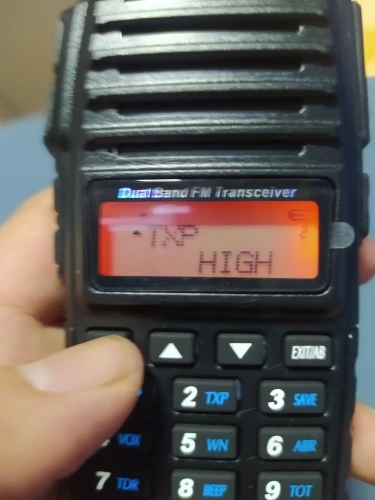 Dual Band FM Transceiver
TXP
2
HIGH
▲ ▼ EXIT/AB
2 TXP 3 SAVE
VOX 5 WN 6 ABR
7 TDR 8 BEEP 9 TOT